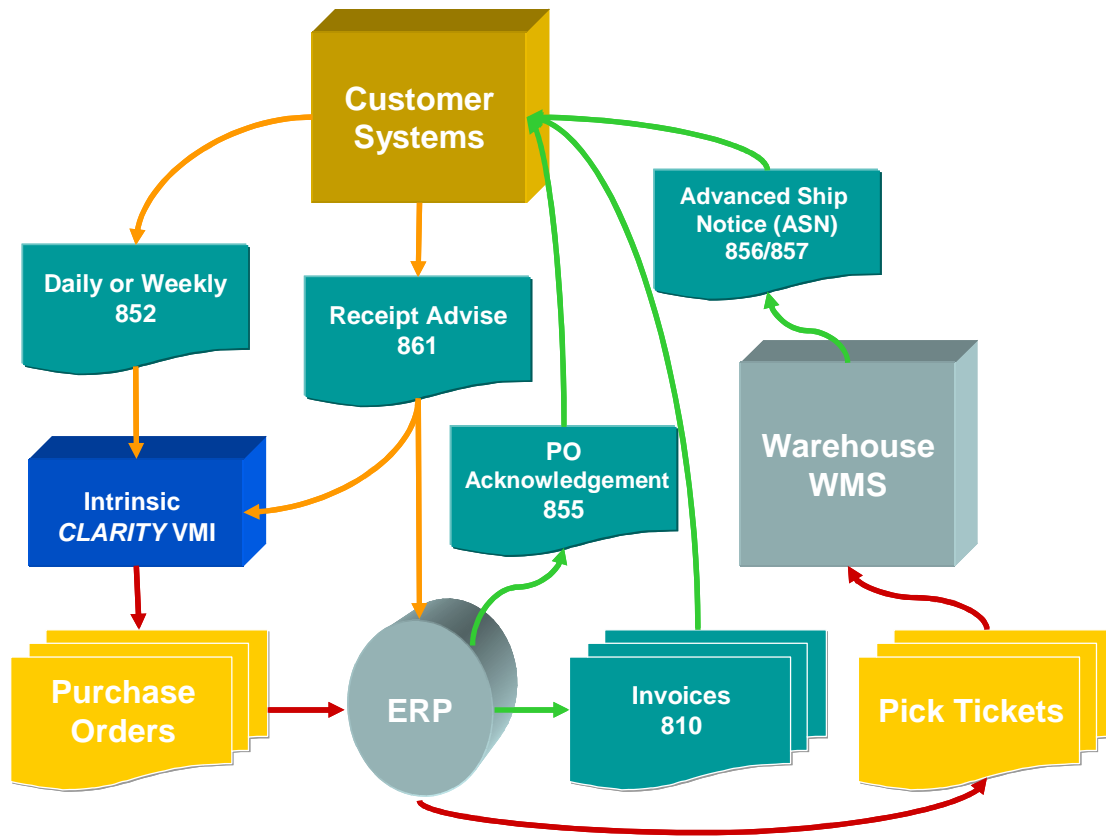 Customer
Systems
Advanced Ship
Notice (ASN)
856/857
Daily or Weekly
852
Receipt Advise
861
PO
Acknowledgement
855
Warehouse
WMS
Intrinsic
CLARITY VMI
Purchase
Orders
ERP
Invoices
810
Pick Tickets